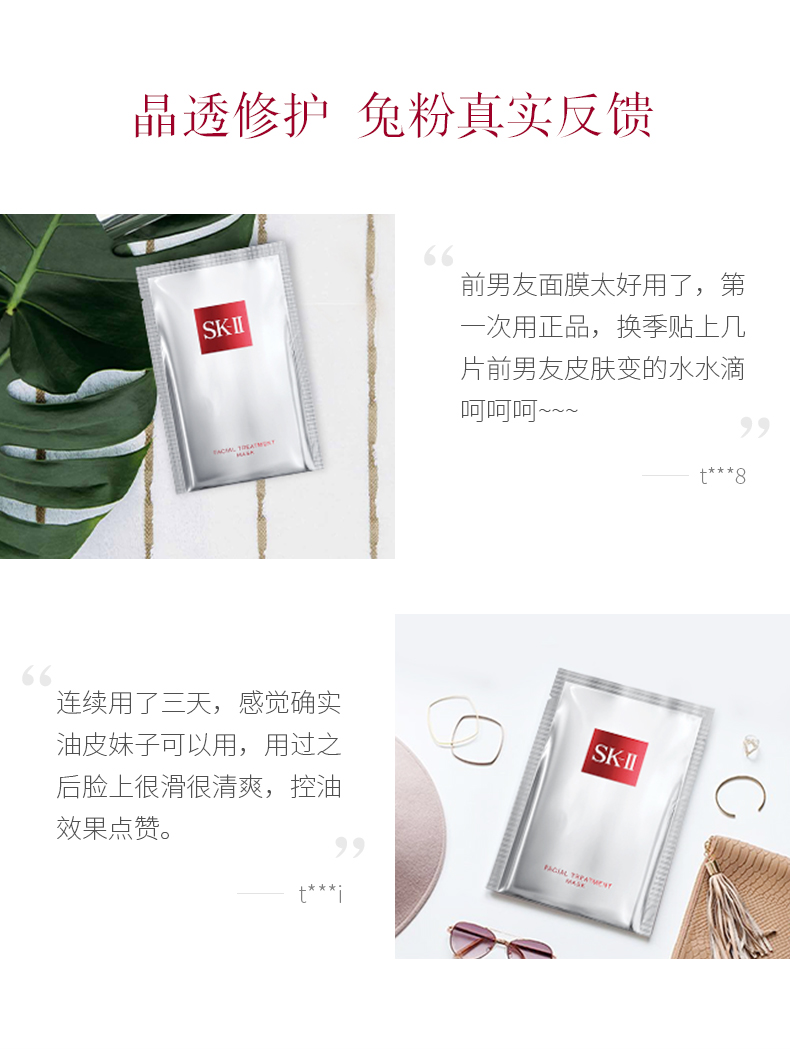 晶透修护 兔粉真实反馈
SK-II
FACIAL TREATMENT
MASK
“
前男友面膜太好用了，第
一次用正品，换季贴上几
片前男友皮肤变的水水滴
呵呵呵~~~
”
t***8
“
连续用了三天，感觉确实
油皮妹子可以用，用过之
后脸上很滑很清爽，控油
效果点赞。
”
t***i
SK-II
FACIAL TREATMENT
MASK